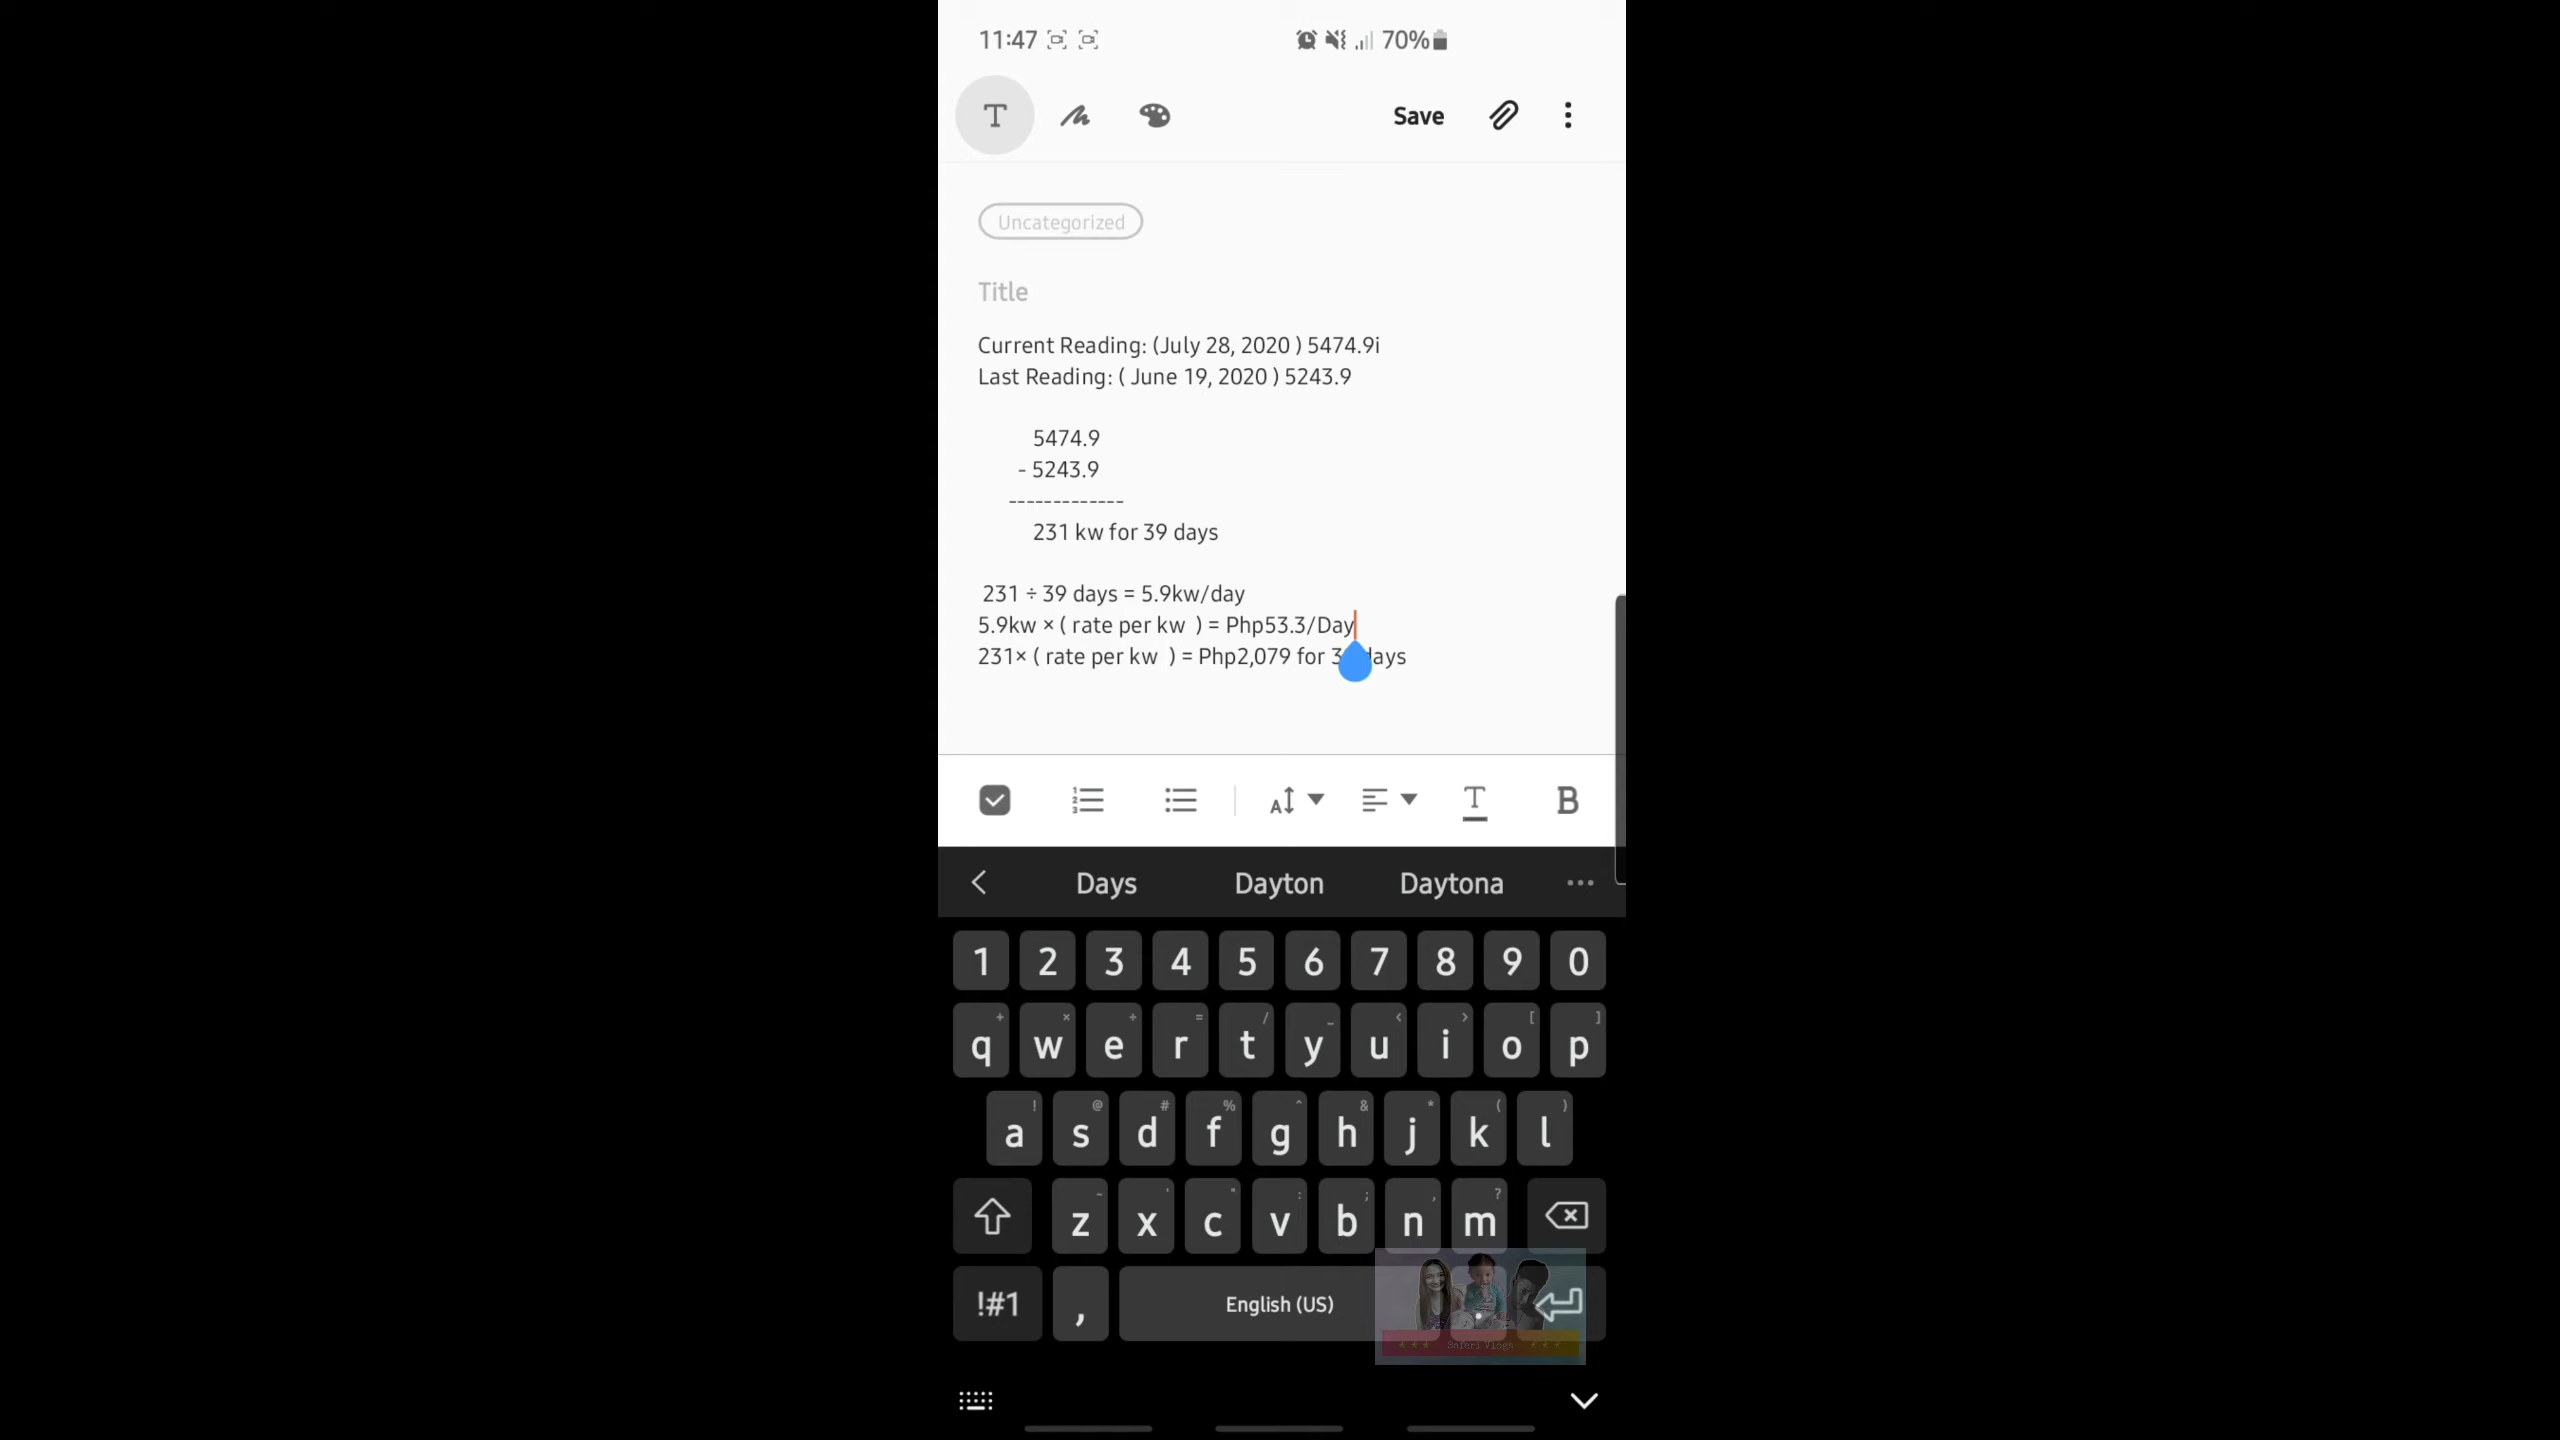 11:47 70%
T Save
Uncategorized
Title
Current Reading: (July 28, 2020 ) 5474.9i
Last Reading: ( June 19, 2020 ) 5243.9
5474.9
- 5243.9
-------------
231 kw for 39 days
231 ÷ 39 days = 5.9kw/day
5.9kw × ( rate per kw  ) = Php53.3/Day
231× ( rate per kw  ) = Php2,079 for days
A T B
Days Dayton Daytona
1 2 3 4 5 6 7 8 9 0
+ × ÷ = / _ < > [ ]
q w e r t y u i o p
! @ # % ^ & * ( )
a s d f g h j k l
- ' " : ; , ?
z x c v b n m
!#1 , English (US) .
Saferi Vlogs